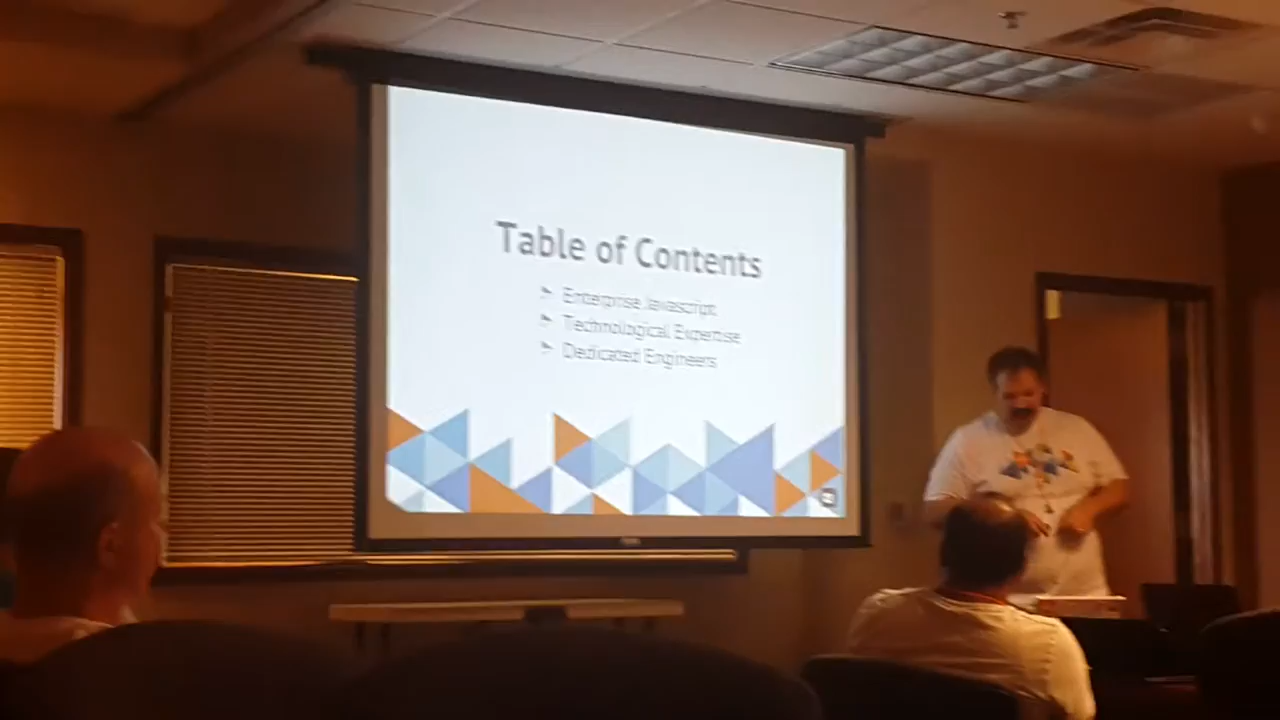 Table of Contents
Enterprise Javascript
Technological Expertise
Dedicated Engineers